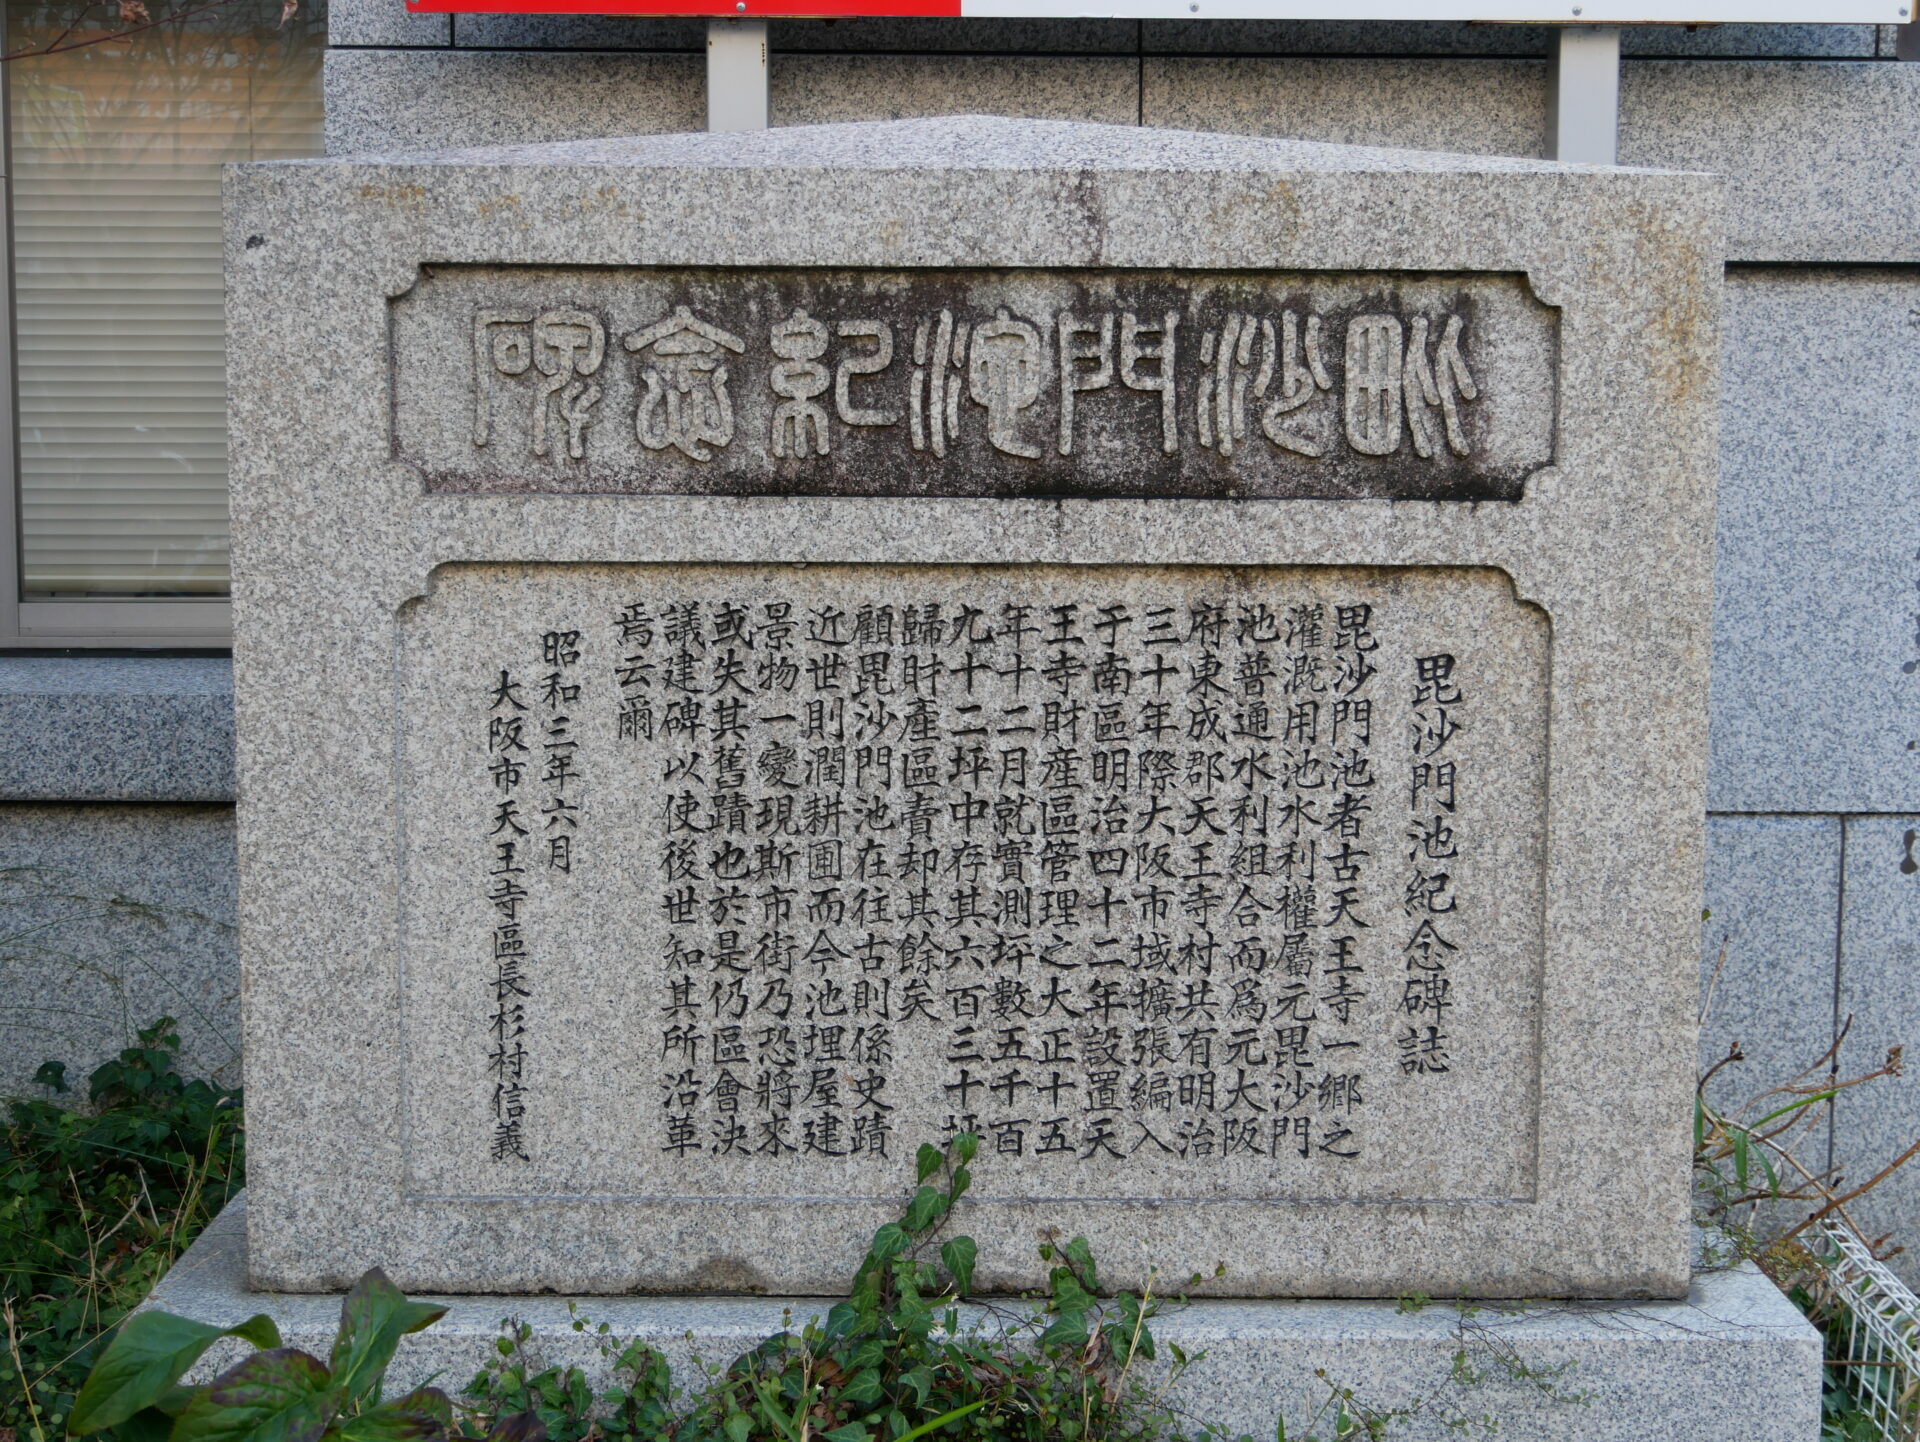 毗沙門池紀念碑
毘沙門池紀念碑誌
毘沙門池者古天王寺一鄉之
灌漑用池水利權屬元毘沙門
池普通水利組合而爲元大阪
府東成郡天王寺村共有明治
三十年際大阪市域擴張編入
于南區明治四十二年設置天
王寺財産區管理之大正十五
年十二月就實測坪數五千百
九十二坪中存其六百三十坪
歸財產區賣却其餘矣
顧毘沙門池在往古則係史蹟
近世則潤耕圃而今池埋屋建
景物一變現斯市街乃恐將來
或失其舊蹟也於是仍區會決
議建碑以使後世知其所沿革
焉云爾
昭和三年六月
大阪市天王寺區長杉村信義